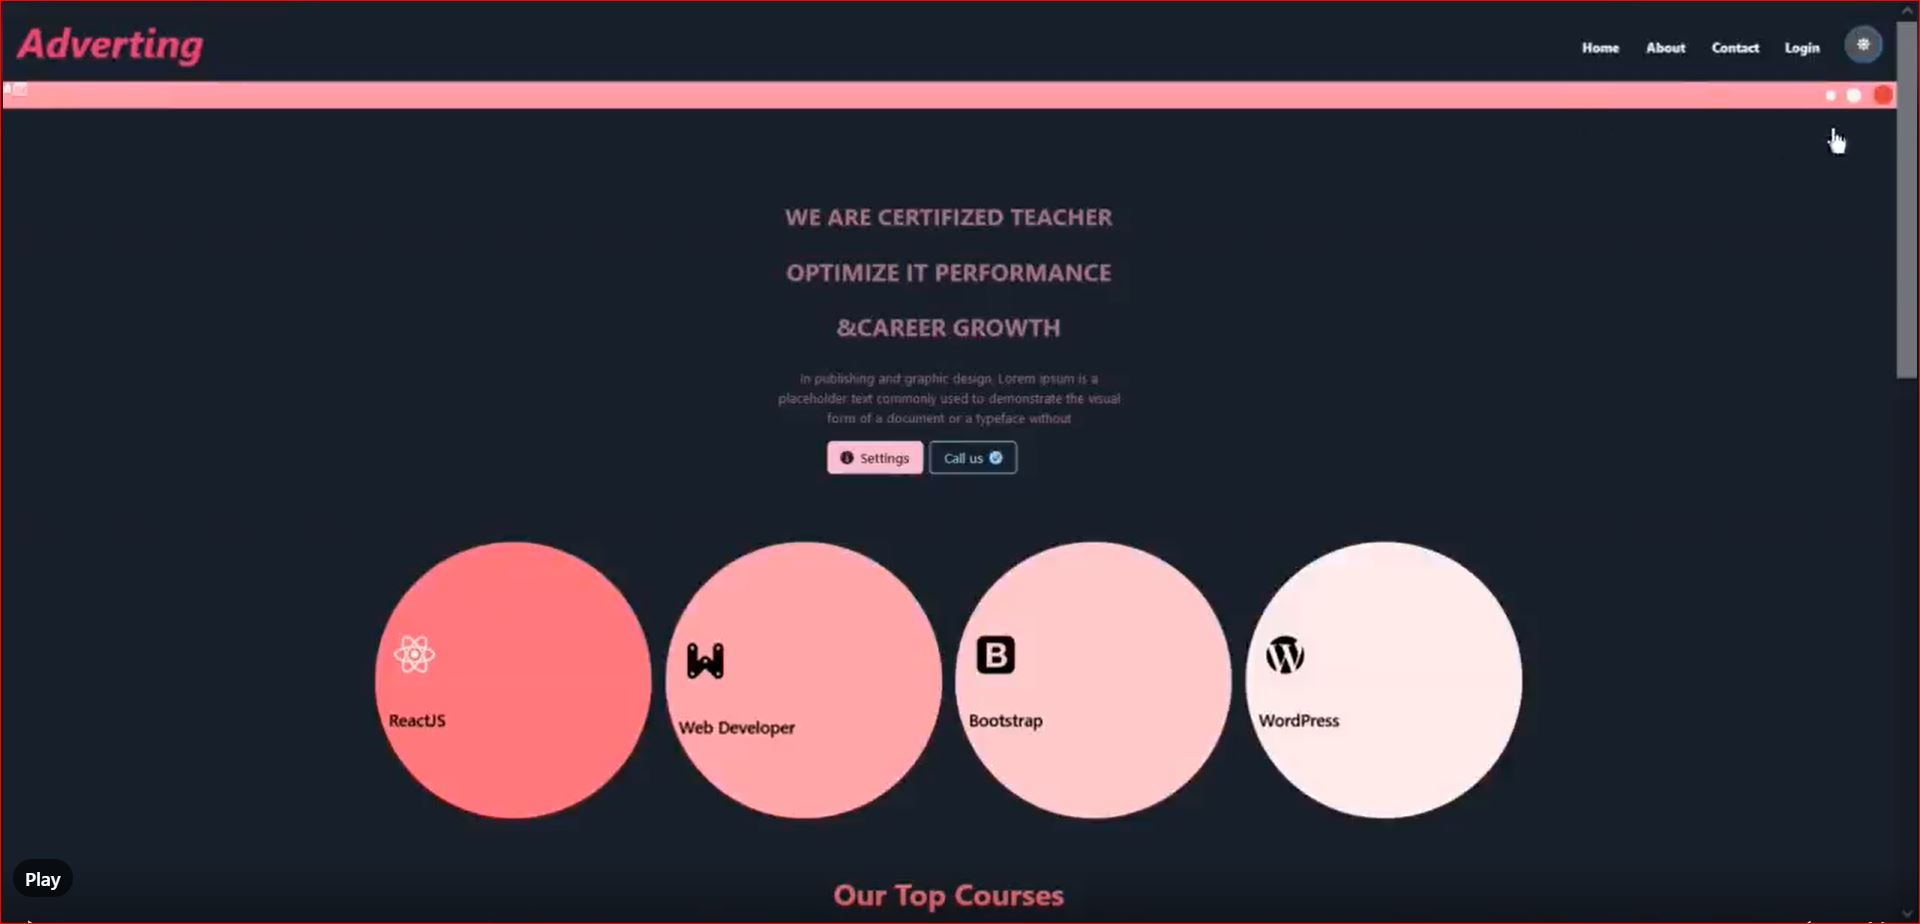 Adverting
Home About Contact Login
WE ARE CERTIFIZED TEACHER
OPTIMIZE IT PERFORMANCE
&CAREER GROWTH
In publishing and graphic design, Lorem ipsum is a
placeholder text commonly used to demonstrate the visual
form of a document or a typeface without
Settings Call us
ReactJS Web Developer Bootstrap WordPress
Play
Our Top Courses